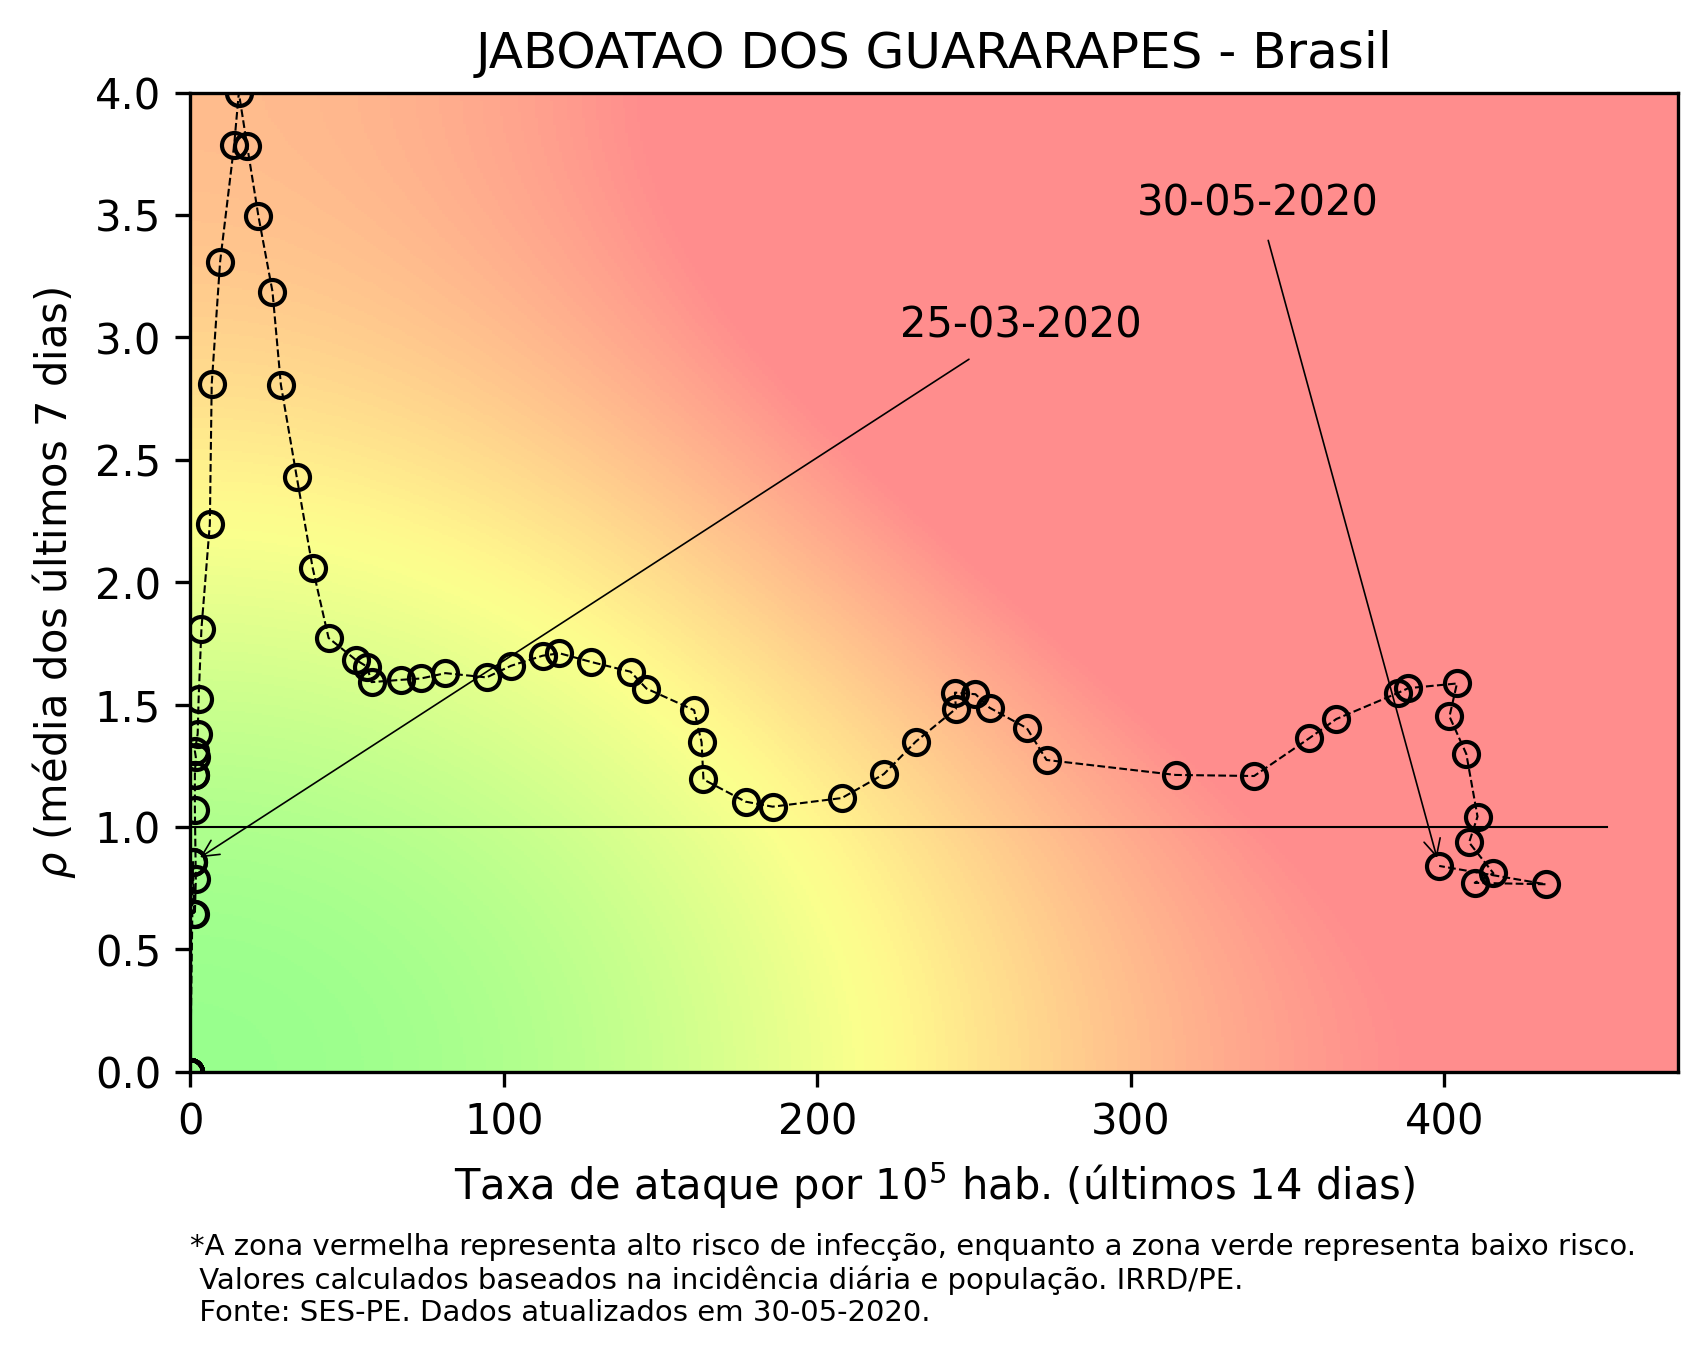 JABOATAO DOS GUARARAPES - Brasil
4.0
3.5
3.0
2.5
2.0
1.5
1.0
0.5
0.0
ρ (média dos últimos 7 dias)
30-05-2020
25-03-2020
0 100 200 300 400
Taxa de ataque por 10⁵ hab. (últimos 14 dias)
*A zona vermelha representa alto risco de infecção, enquanto a zona verde representa baixo risco.
Valores calculados baseados na incidência diária e população. IRRD/PE.
Fonte: SES-PE. Dados atualizados em 30-05-2020.